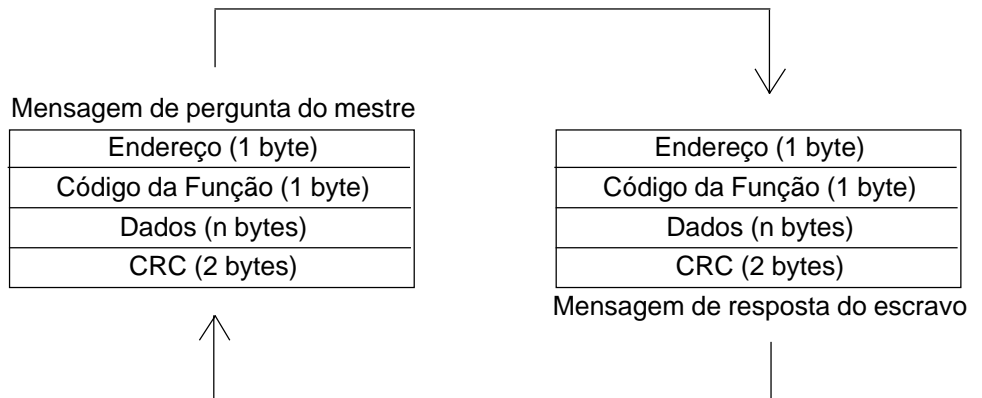 Mensagem de pergunta do mestre
Endereço (1 byte)
Código da Função (1 byte)
Dados (n bytes)
CRC (2 bytes)
Endereço (1 byte)
Código da Função (1 byte)
Dados (n bytes)
CRC (2 bytes)
Mensagem de resposta do escravo